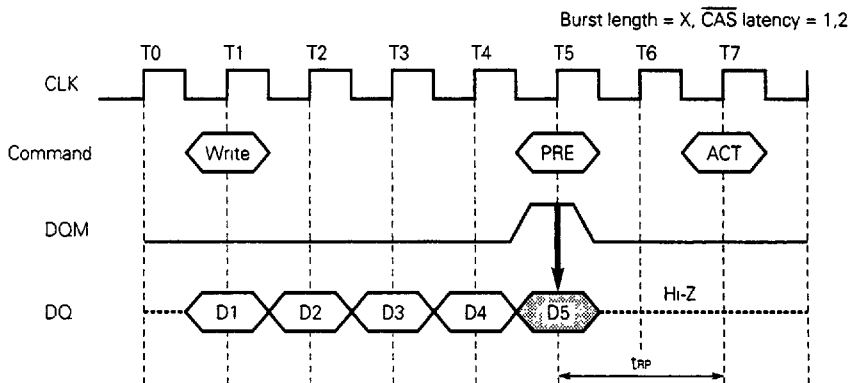 Burst length = X, CAS latency = 1,2
T0 T1 T2 T3 T4 T5 T6 T7
CLK
Command Write PRE ACT
DQM
DQ D1 D2 D3 D4 D5 Hi-Z
tRP